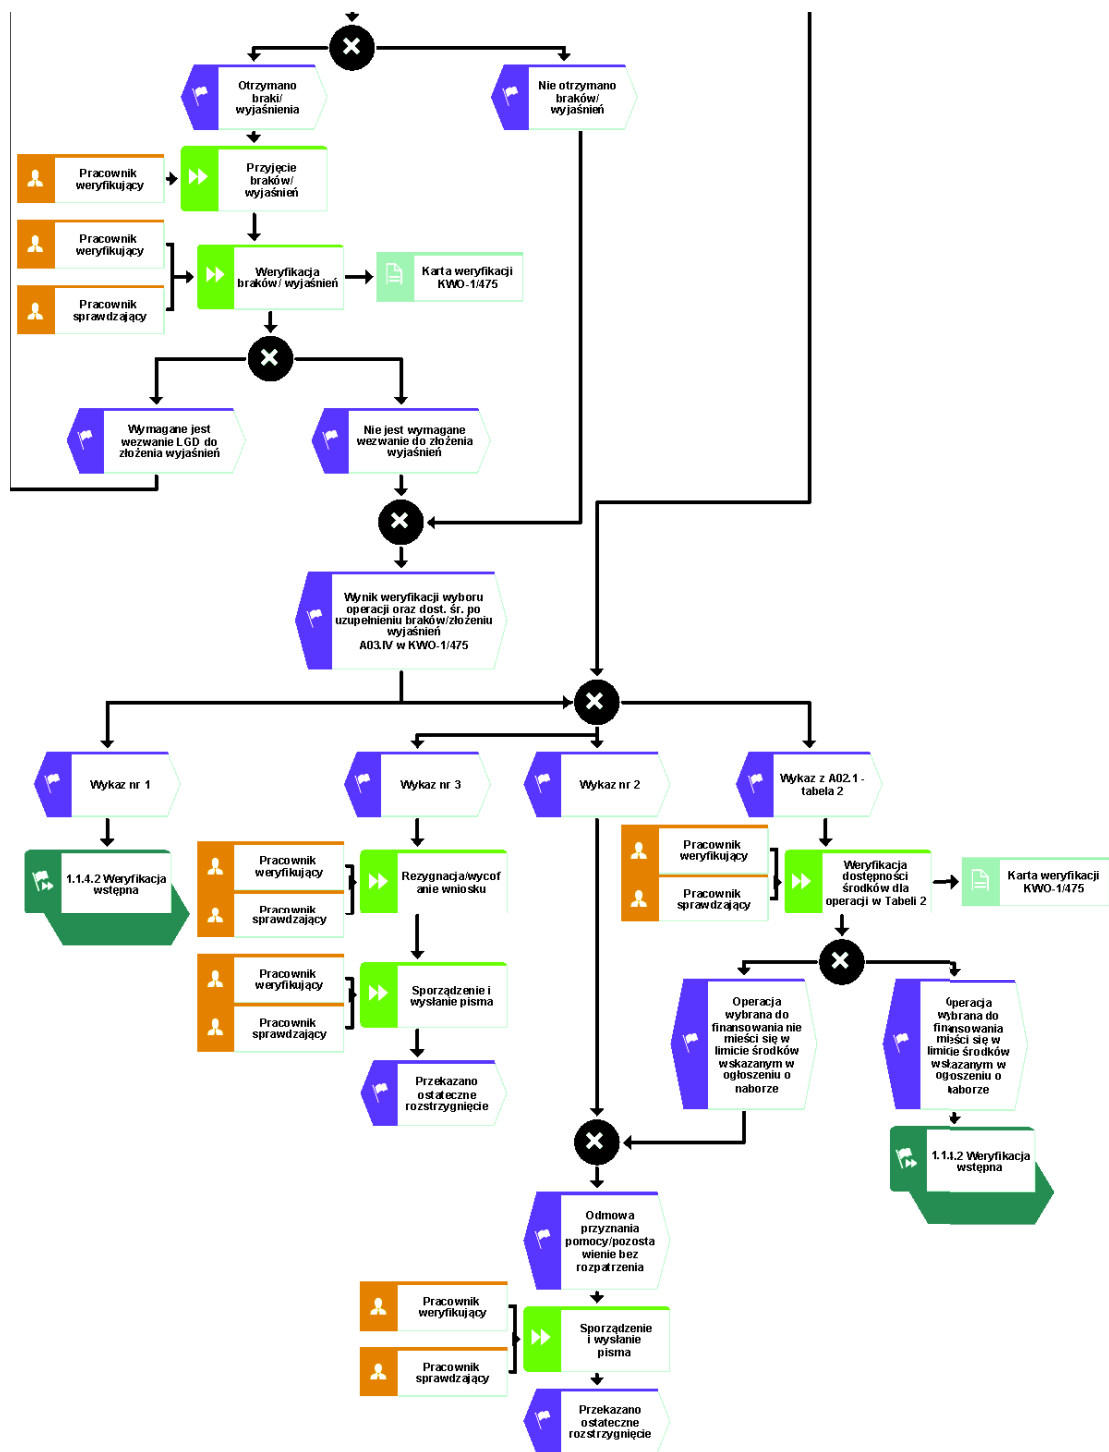 Otrzymano
braki/
wyjaśnienia
Nie otrzymano
braków/
wyjaśnień
Pracownik
weryfikujący
Przyjęcie
braków/
wyjaśnień
Pracownik
weryfikujący
Weryfikacja
braków/ wyjaśnień
Karta weryfikacji
KWO-1/475
Pracownik
sprawdzający
Wymagane jest
wezwanie LGD do
złożenia wyjaśnień
Nie jest wymagane
wezwanie do złożenia
wyjaśnień
Wynik weryfikacji wyboru
operacji oraz dost. śr. po
uzupełnieniu braków/złożeniu
wyjaśnień
A03.IV w KWO-1/475
Wykaz nr 1
Wykaz nr 3
Wykaz nr 2
Wykaz z A02.1 -
tabela 2
1.1.4.2 Weryfikacja
wstępna
Pracownik
weryfikujący
Pracownik
sprawdzający
Rezygnacja/wycof
anie wniosku
Pracownik
weryfikujący
Pracownik
sprawdzający
Weryfikacja
dostępności
środków dla
operacji w Tabeli 2
Karta weryfikacji
KWO-1/475
Pracownik
weryfikujący
Pracownik
sprawdzający
Sporządzenie i
wysłanie pisma
Operacja
wybrana do
finansowania nie
mieści się w
limicie środków
wskazanym w
ogłoszeniu o
naborze
Operacja
wybrana do
finansowania
mieści się w
limicie środków
wskazanym w
ogłoszeniu o
naborze
Przekazano
ostateczne
rozstrzygnięcie
1.1.4.2 Weryfikacja
wstępna
Odmowa
przyznania
pomocy/pozosta
wienie bez
rozpatrzenia
Pracownik
weryfikujący
Pracownik
sprawdzający
Sporządzenie
i wysłanie
pisma
Przekazano
ostateczne
rozstrzygnięcie